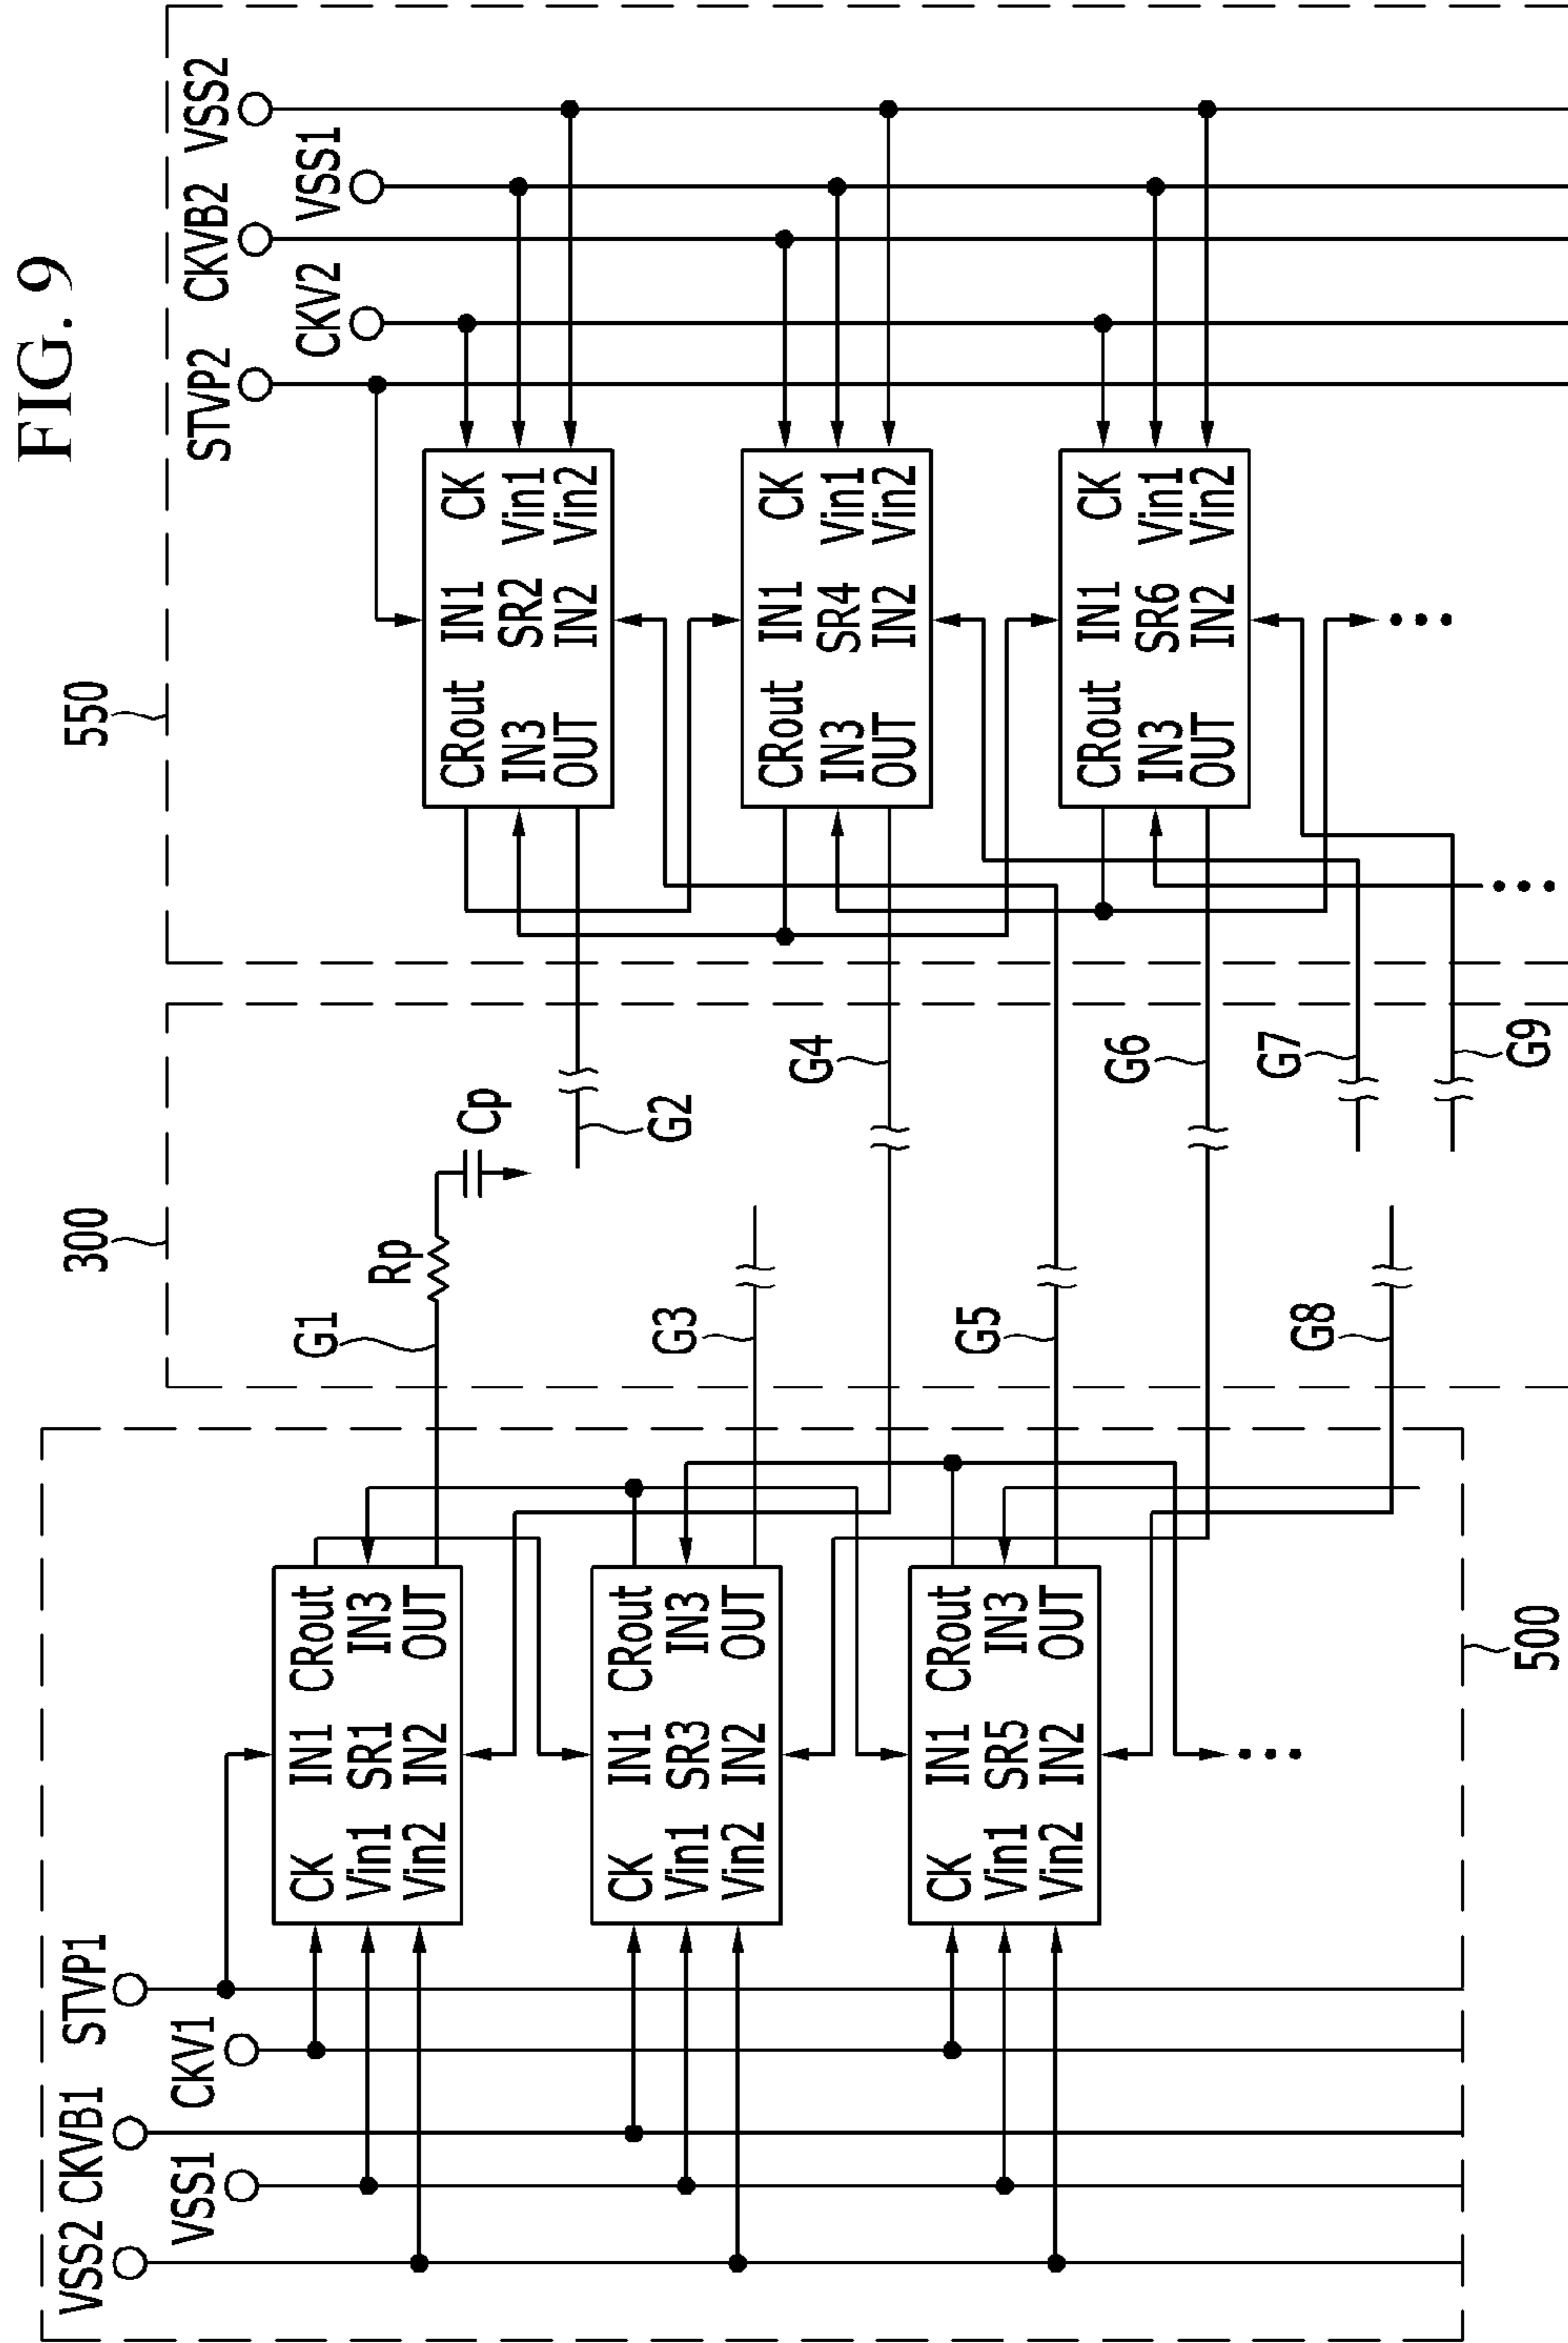 FIG. 9
VSS2
CKVB1
STVP1
VSS1
CKV1
300
550
STVP2
CKVB2
VSS2
CKV2
VSS1
CK
IN1
CRout
Vin1
SR1
IN3
Vin2
IN2
OUT
CK
IN1
CRout
Vin1
SR3
IN3
Vin2
IN2
OUT
CK
IN1
CRout
Vin1
SR5
IN3
Vin2
IN2
OUT
500
G1
Rp
Cp
G2
G3
G4
G5
G6
G7
G8
G9
CRout
IN1
CK
IN3
SR2
Vin1
OUT
IN2
Vin2
CRout
IN1
CK
IN3
SR4
Vin1
OUT
IN2
Vin2
CRout
IN1
CK
IN3
SR6
Vin1
OUT
IN2
Vin2